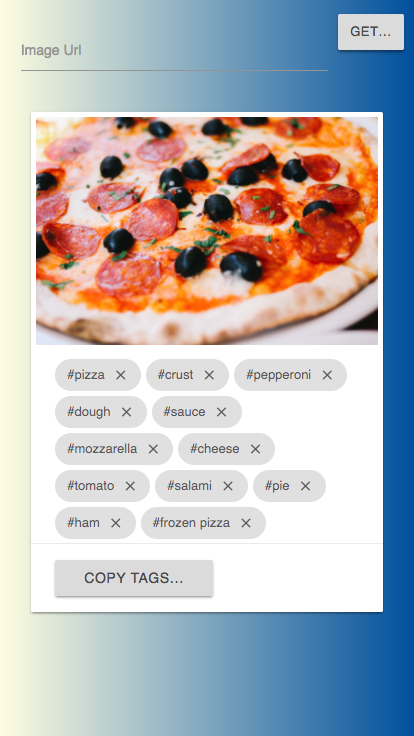 Image Url
GET...
#pizza
#crust
#pepperoni
#dough
#sauce
#mozzarella
#cheese
#tomato
#salami
#pie
#ham
#frozen pizza
COPY TAGS...